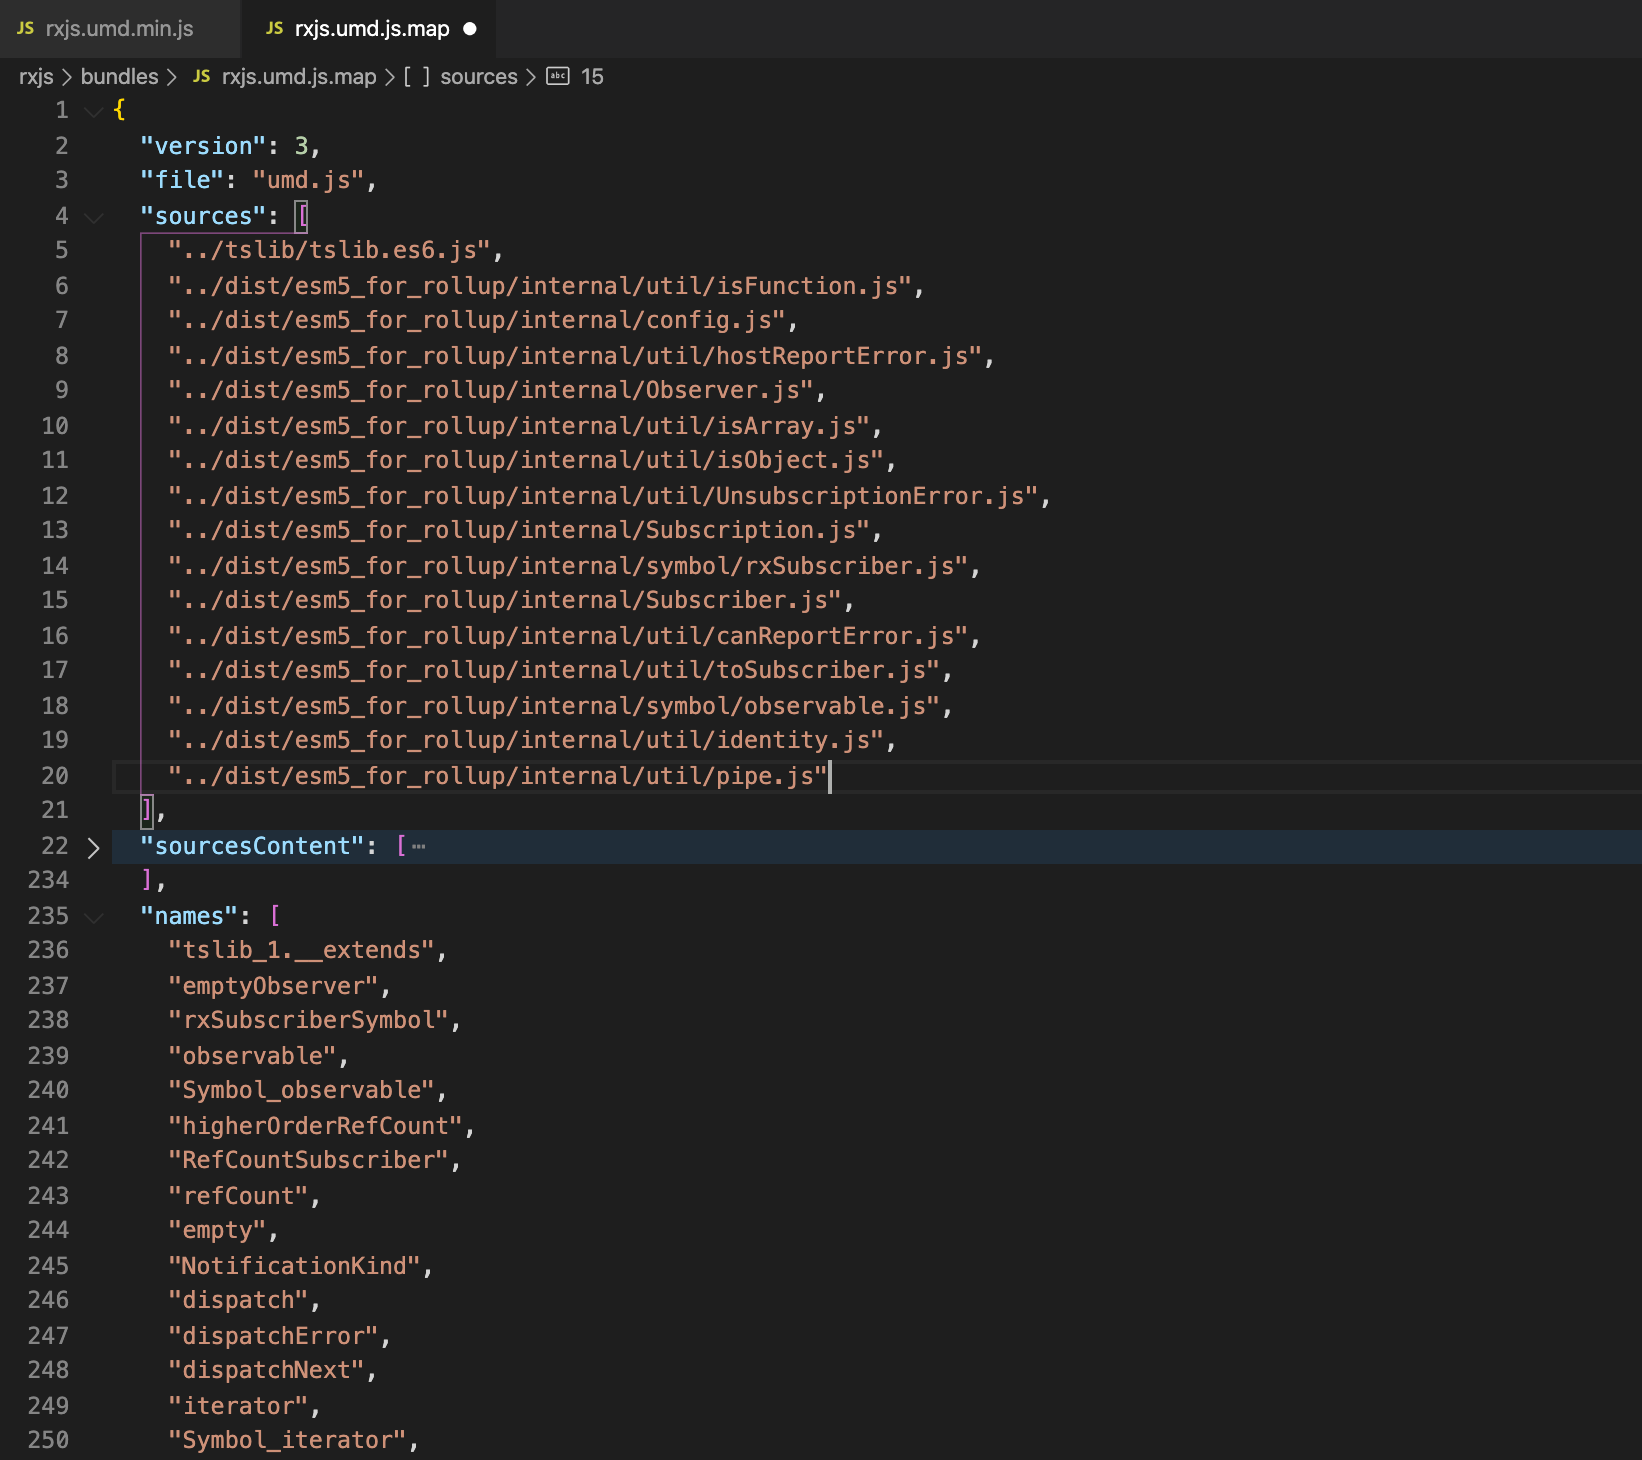 JS rxjs.umd.min.js JS rxjs.umd.js.map ●
rxjs > bundles > JS rxjs.umd.js.map > [ ] sources > abc 15
1 {
2 "version": 3,
3 "file": "umd.js",
4 "sources": [
5 "../tslib/tslib.es6.js",
6 "../dist/esm5_for_rollup/internal/util/isFunction.js",
7 "../dist/esm5_for_rollup/internal/config.js",
8 "../dist/esm5_for_rollup/internal/util/hostReportError.js",
9 "../dist/esm5_for_rollup/internal/Observer.js",
10 "../dist/esm5_for_rollup/internal/util/isArray.js",
11 "../dist/esm5_for_rollup/internal/util/isObject.js",
12 "../dist/esm5_for_rollup/internal/util/UnsubscriptionError.js",
13 "../dist/esm5_for_rollup/internal/Subscription.js",
14 "../dist/esm5_for_rollup/internal/symbol/rxSubscriber.js",
15 "../dist/esm5_for_rollup/internal/Subscriber.js",
16 "../dist/esm5_for_rollup/internal/util/canReportError.js",
17 "../dist/esm5_for_rollup/internal/util/toSubscriber.js",
18 "../dist/esm5_for_rollup/internal/symbol/observable.js",
19 "../dist/esm5_for_rollup/internal/util/identity.js",
20 "../dist/esm5_for_rollup/internal/util/pipe.js"
21 ],
22 "sourcesContent": [ ⋯
234 ],
235 "names": [
236 "tslib_1.__extends",
237 "emptyObserver",
238 "rxSubscriberSymbol",
239 "observable",
240 "Symbol_observable",
241 "higherOrderRefCount",
242 "RefCountSubscriber",
243 "refCount",
244 "empty",
245 "NotificationKind",
246 "dispatch",
247 "dispatchError",
248 "dispatchNext",
249 "iterator",
250 "Symbol_iterator",